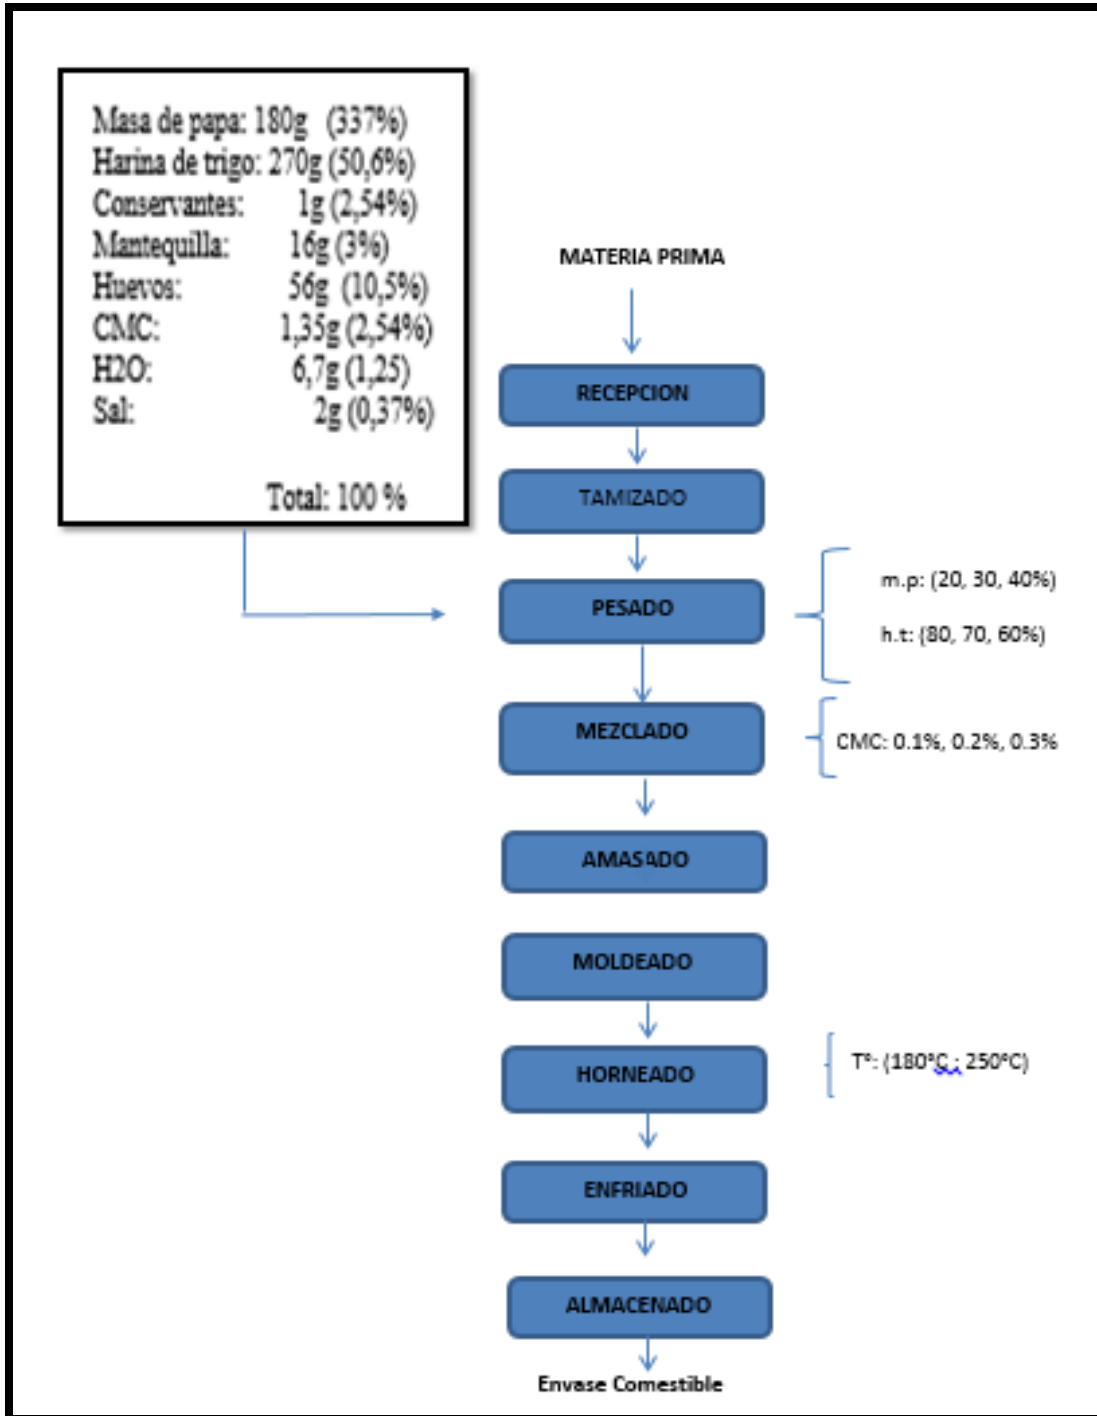 Masa de papa: 180g (337%)
Harina de trigo: 270g (50,6%)
Conservantes: 1g (2,54%)
Mantequilla: 16g (3%)
Huevos: 56g (10,5%)
CMC: 1,35g (2,54%)
H2O: 6,7g (1,25)
Sal: 2g (0,37%)
Total: 100 %
MATERIA PRIMA
RECEPCION
TAMIZADO
PESADO
m.p: (20, 30, 40%)
h.t: (80, 70, 60%)
MEZCLADO
CMC: 0.1%, 0.2%, 0.3%
AMASADO
MOLDEADO
HORNEADO
Tº: (180ºC ; 250ºC)
ENFRIADO
ALMACENADO
Envase Comestible